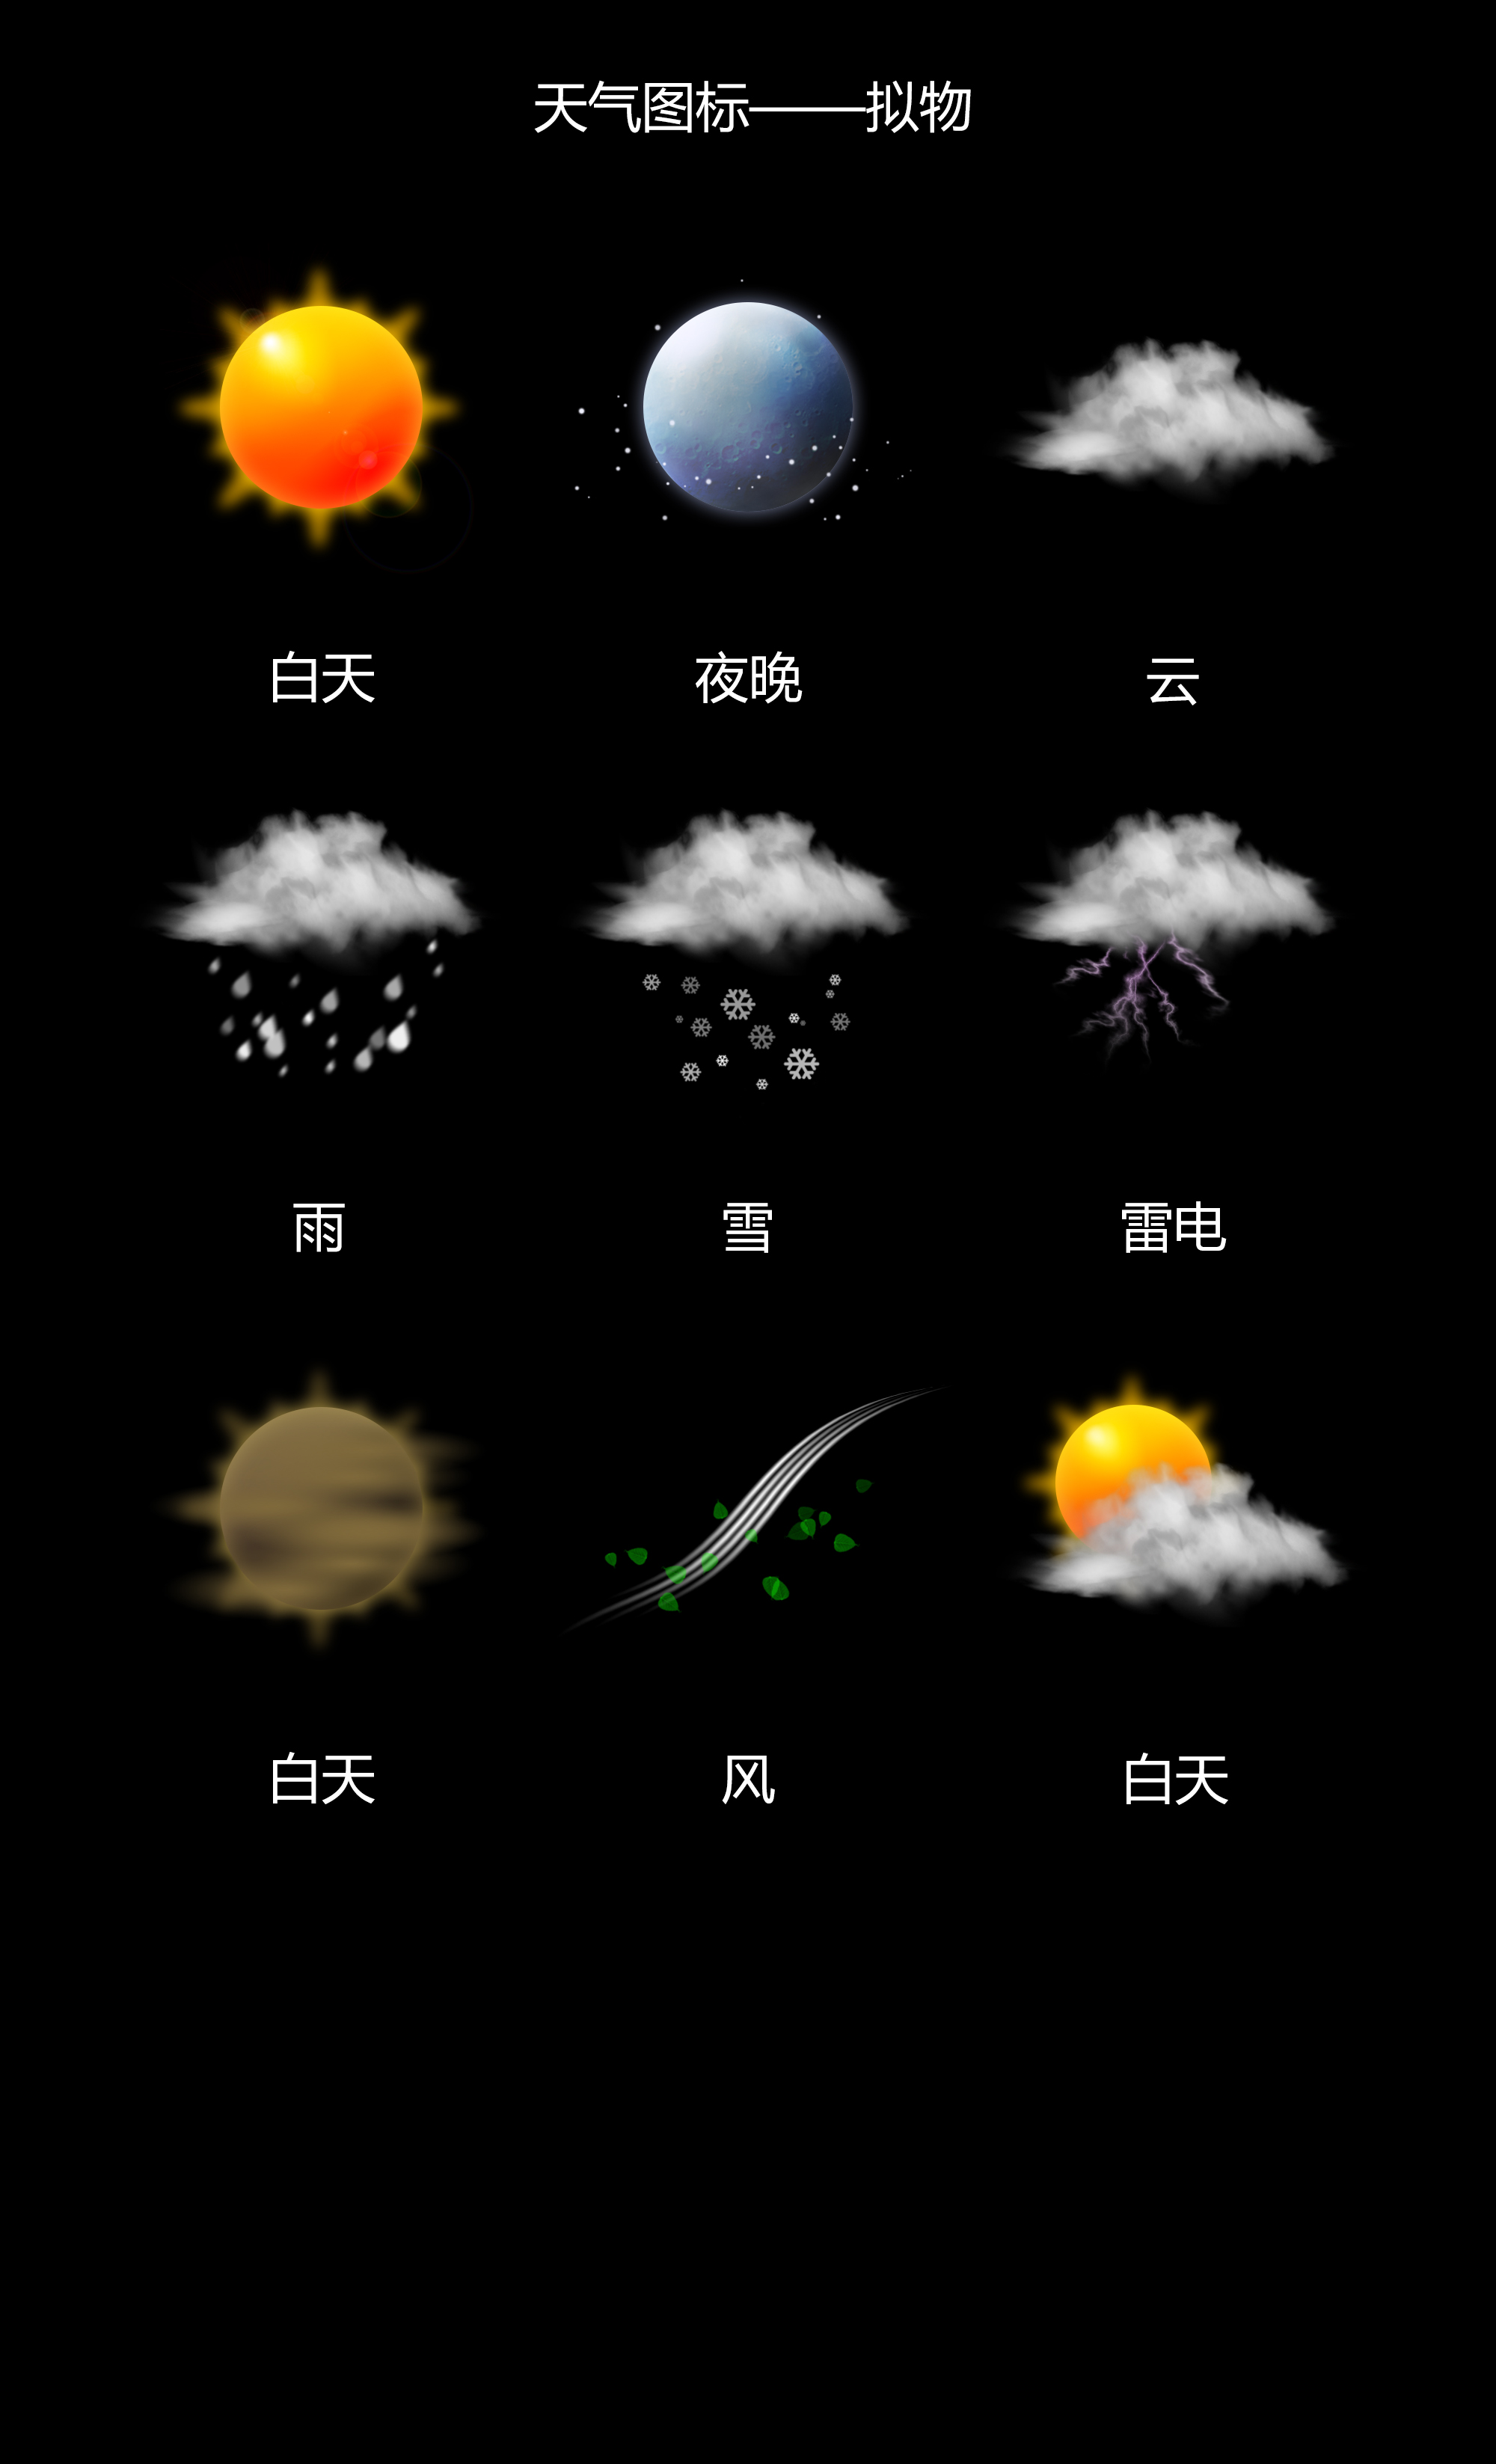 天气图标——拟物
白天 夜晚 云
雨 雪 雷电
白天 风 白天